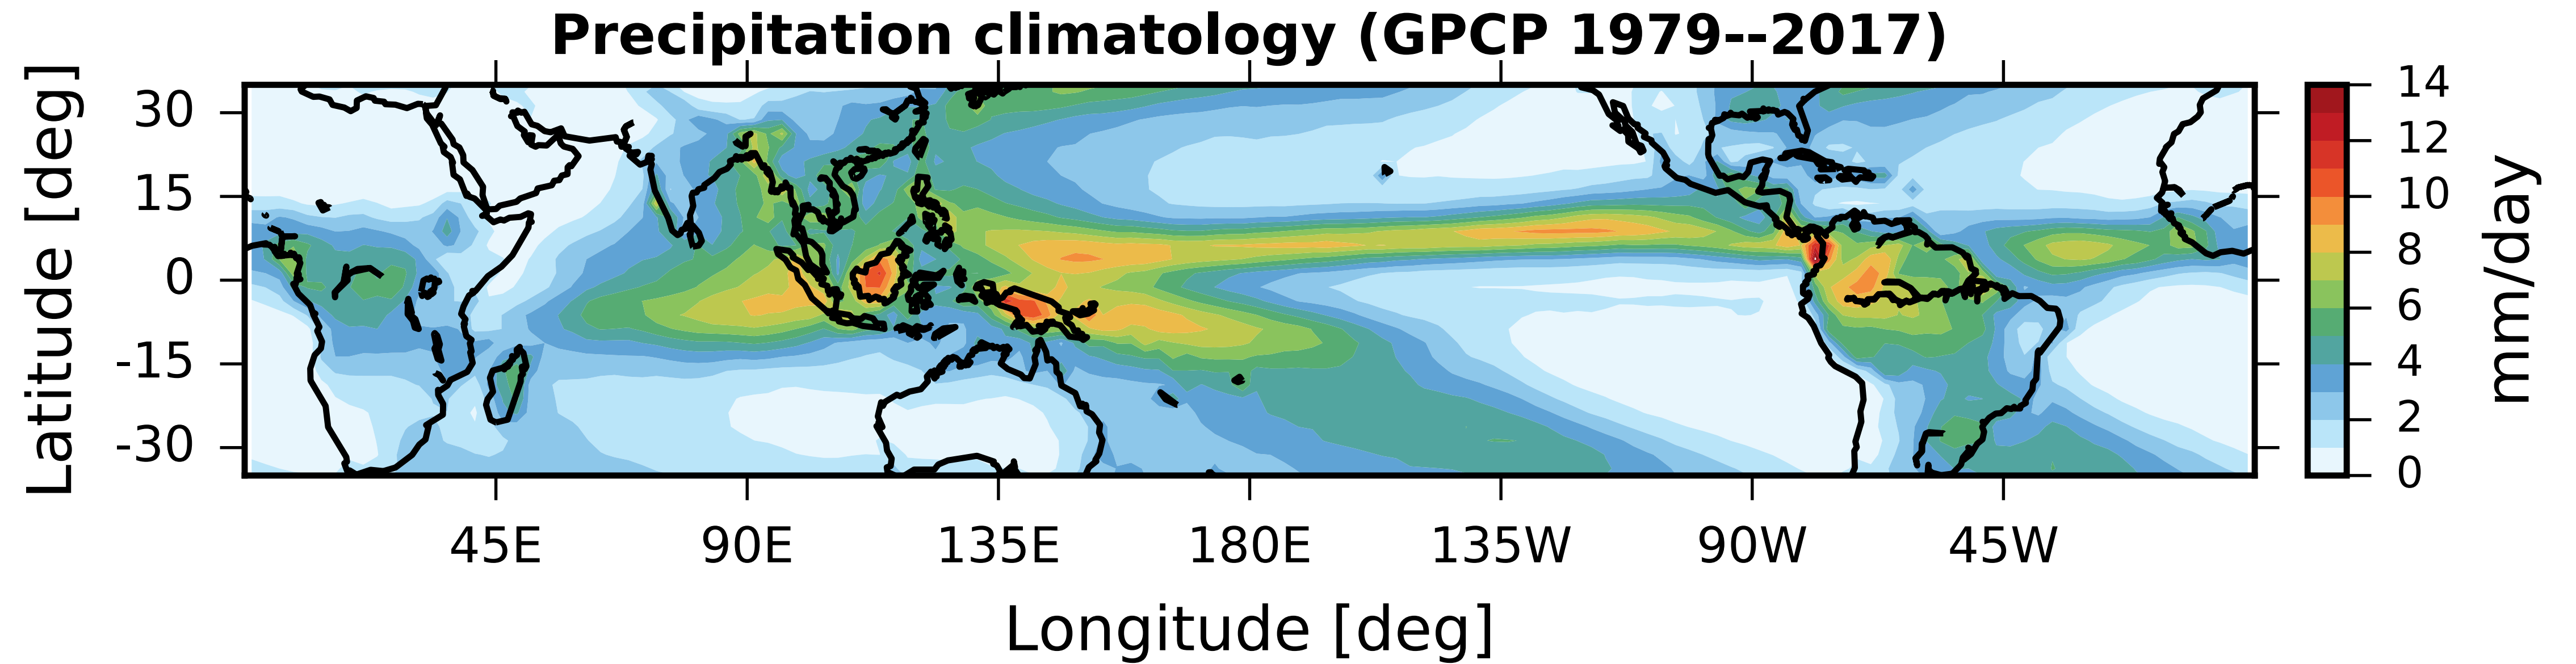 Precipitation climatology (GPCP 1979--2017)
Latitude [deg]
30
15
0
-15
-30
45E
90E
135E
180E
135W
90W
45W
Longitude [deg]
14
12
10
8
6
4
2
0
mm/day